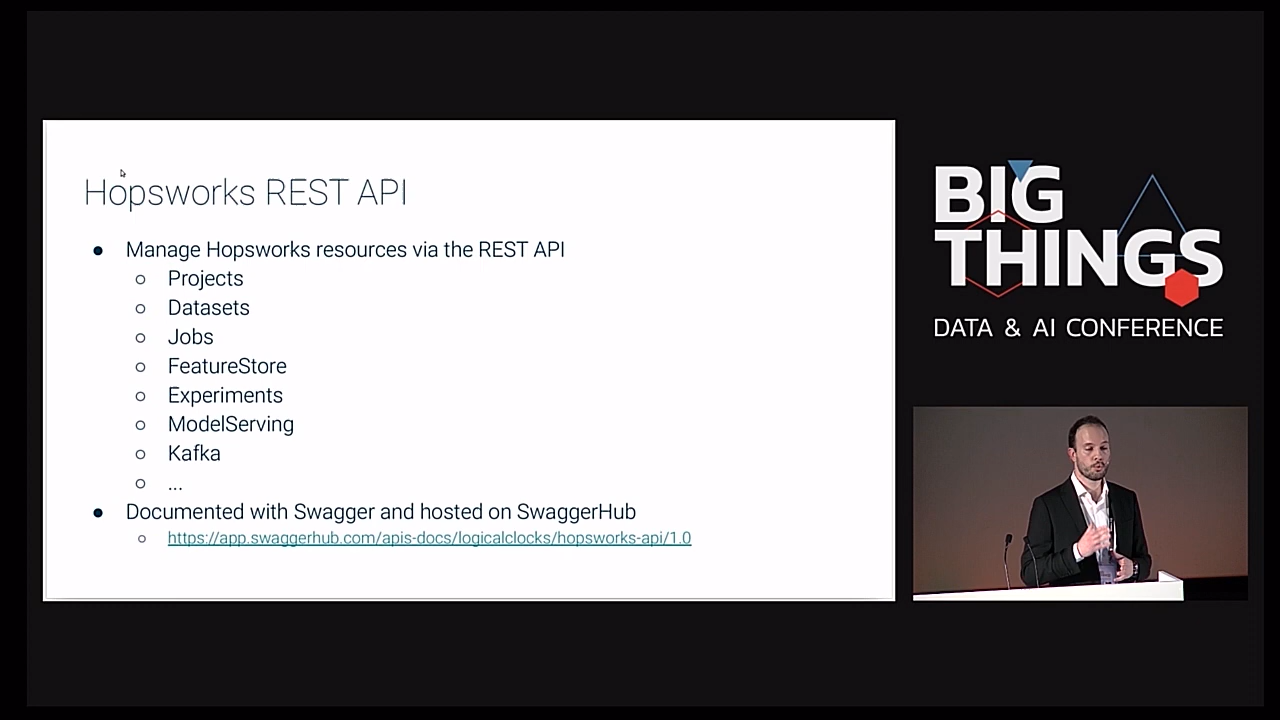 Hopsworks REST API
● Manage Hopsworks resources via the REST API
○ Projects
○ Datasets
○ Jobs
○ FeatureStore
○ Experiments
○ ModelServing
○ Kafka
○ ...
● Documented with Swagger and hosted on SwaggerHub
○ https://app.swaggerhub.com/apis-docs/logicalclocks/hopsworks-api/1.0
BIG
THINGS
DATA & AI CONFERENCE